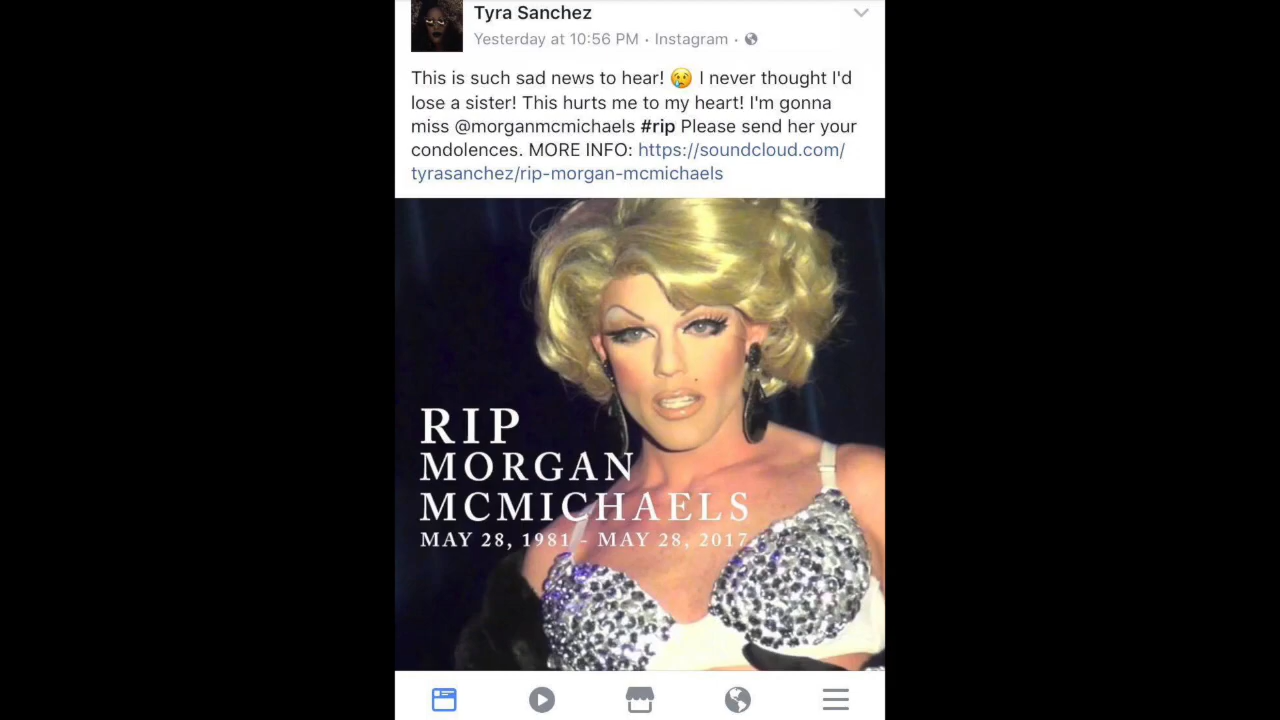 Tyra Sanchez
Yesterday at 10:56 PM · Instagram ·
This is such sad news to hear! 😢 I never thought I'd
lose a sister! This hurts me to my heart! I'm gonna
miss @morganmcmichaels #rip Please send her your
condolences. MORE INFO: https://soundcloud.com/
tyrasanchez/rip-morgan-mcmichaels
RIP
MORGAN
MCMICHAELS
MAY 28, 1981 - MAY 28, 2017